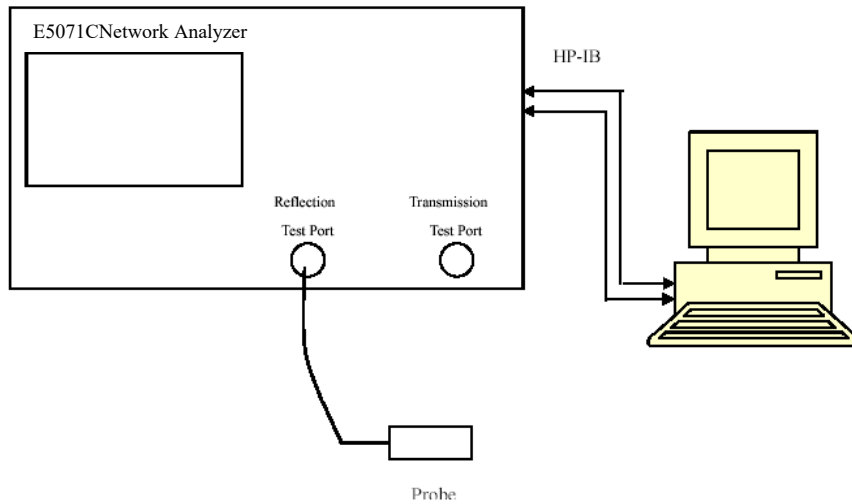 E5071CNetwork Analyzer
HP-IB
Reflection
Test Port
Transmission
Test Port
Probe